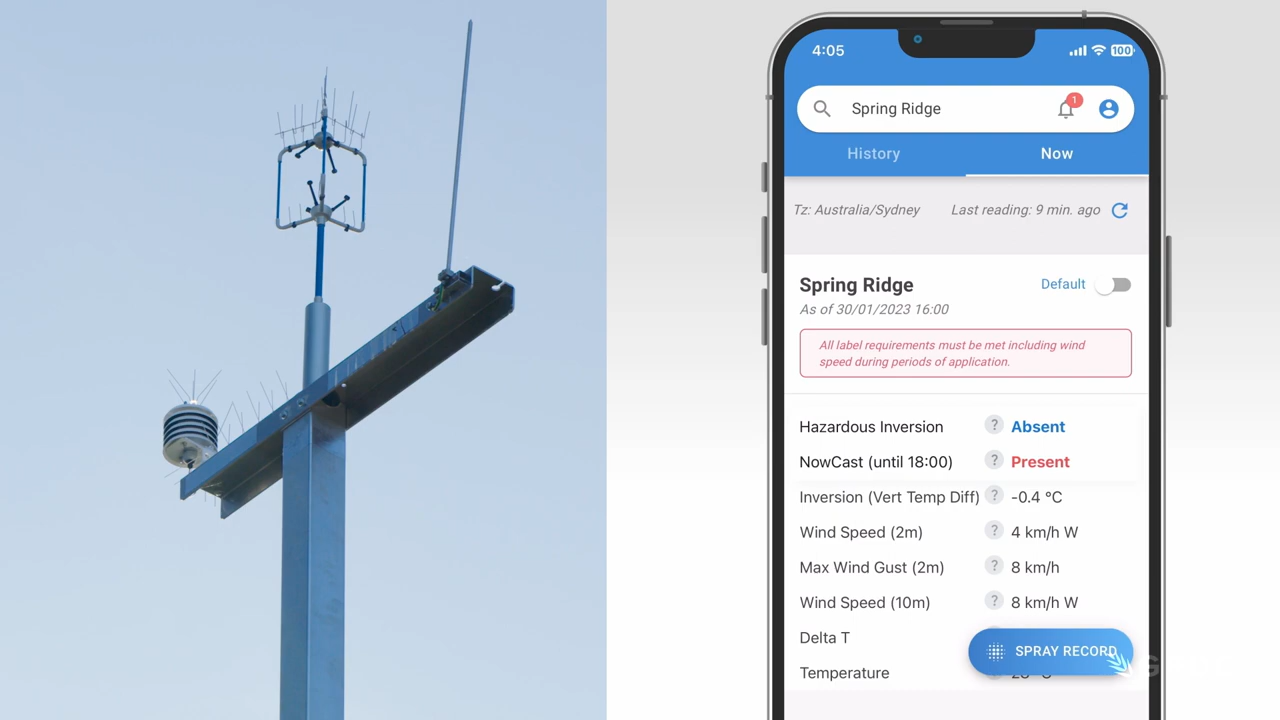 4:05
100
Spring Ridge
1
History
Now
Tz: Australia/Sydney
Last reading: 9 min. ago
Spring Ridge
Default
As of 30/01/2023 16:00
All label requirements must be met including wind
speed during periods of application.
Hazardous Inversion ? Absent
NowCast (until 18:00) ? Present
Inversion (Vert Temp Diff) ? -0.4 °C
Wind Speed (2m) ? 4 km/h W
Max Wind Gust (2m) ? 8 km/h
Wind Speed (10m) ? 8 km/h W
Delta T
SPRAY RECORD
Temperature